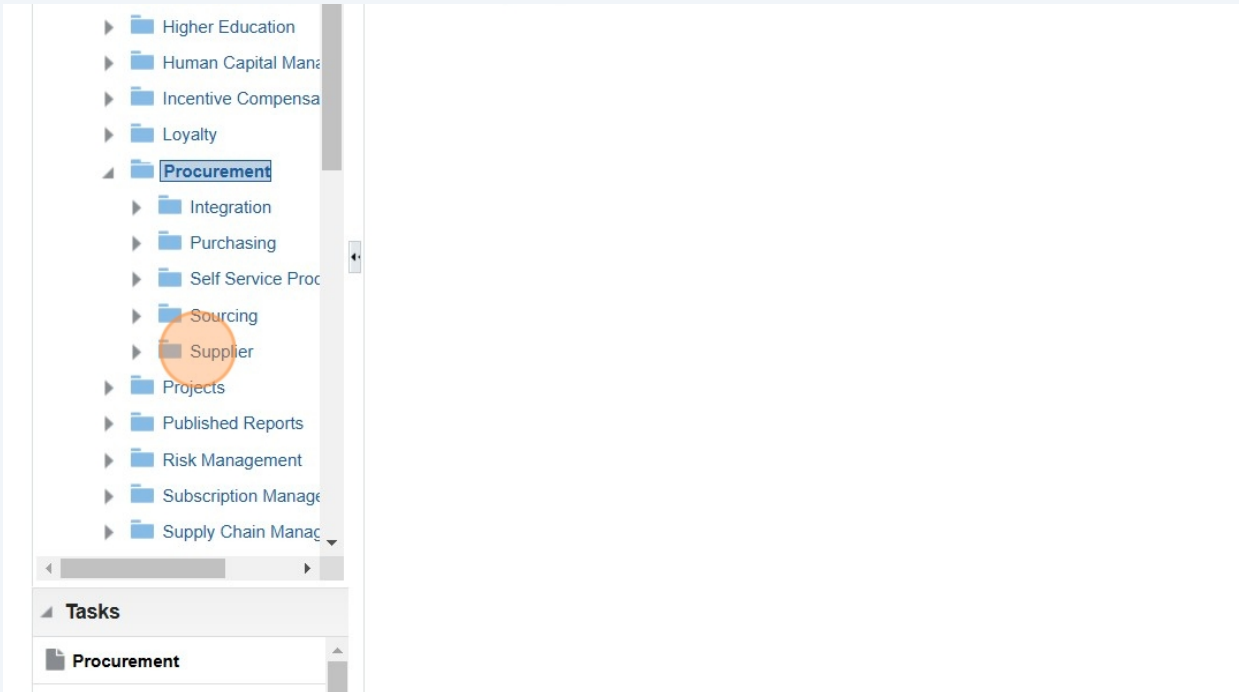 Higher Education
Human Capital Mana
Incentive Compensa
Loyalty
Procurement
Integration
Purchasing
Self Service Proc
Sourcing
Supplier
Projects
Published Reports
Risk Management
Subscription Manage
Supply Chain Manag
Tasks
Procurement